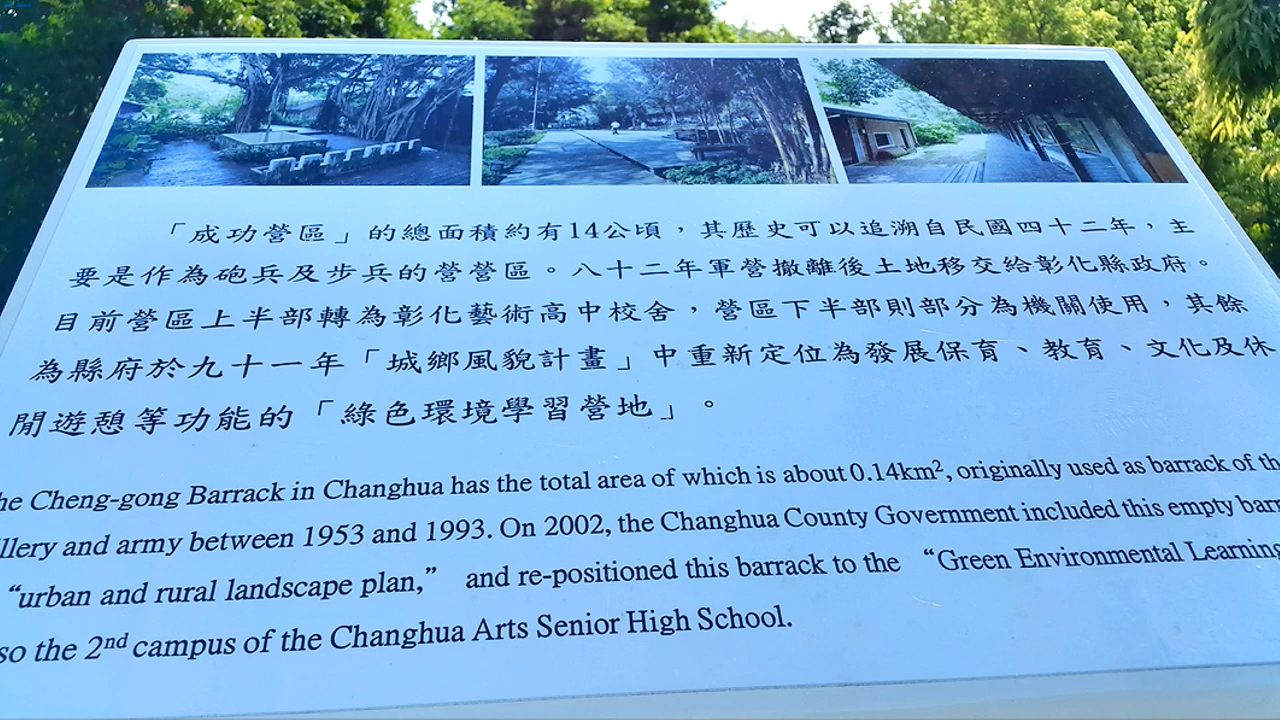 「成功營區」的總面積約有14公頃，其歷史可以追溯自民國四十二年，主
要是作為砲兵及步兵的營營區。八十二年軍營撤離後土地移交給彰化縣政府。
目前營區上半部轉為彰化藝術高中校舍，營區下半部則部分為機關使用，其餘
為縣府於九十一年「城鄉風貌計畫」中重新定位為發展保育、教育、文化及休
閒遊憩等功能的「綠色環境學習營地」。
he Cheng-gong Barrack in Changhua has the total area of which is about 0.14km², originally used as barrack of th
llery and army between 1953 and 1993. On 2002, the Changhua County Government included this empty barr
“urban and rural landscape plan,” and re-positioned this barrack to the “Green Environmental Learning
so the 2nd campus of the Changhua Arts Senior High School.